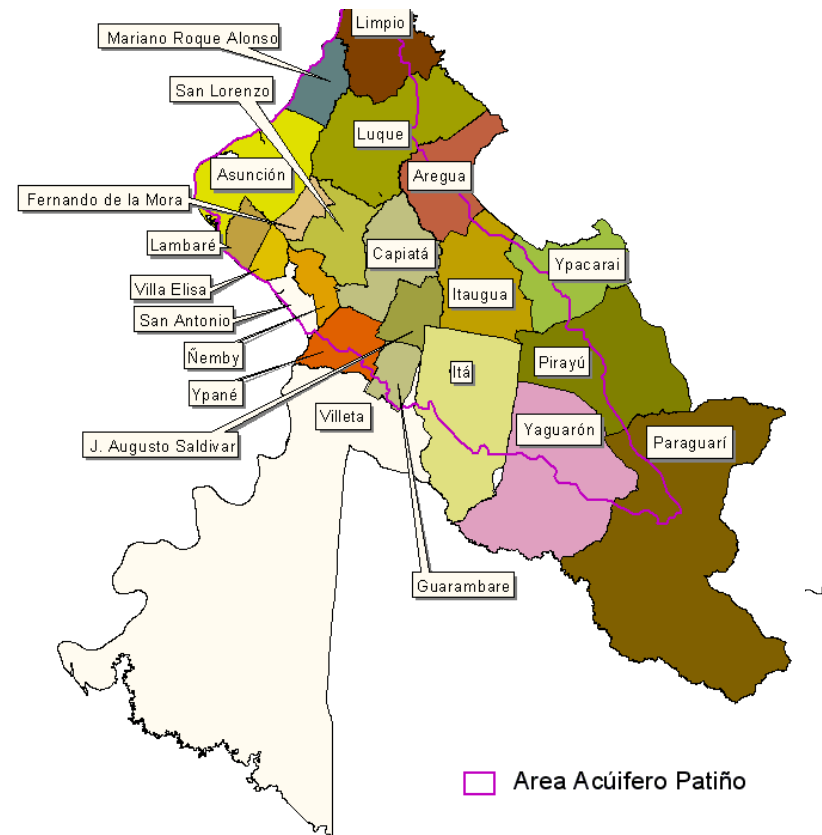 Limpio
Mariano Roque Alonso
San Lorenzo
Luque
Asunción
Aregua
Fernando de la Mora
Lambaré
Capiatá
Ypacarai
Villa Elisa
Itaugua
San Antonio
Ñemby
Pirayú
Itá
Ypané
Villeta
Yaguarón
J. Augusto Saldivar
Paraguarí
Guarambare
Area Acúifero Patiño